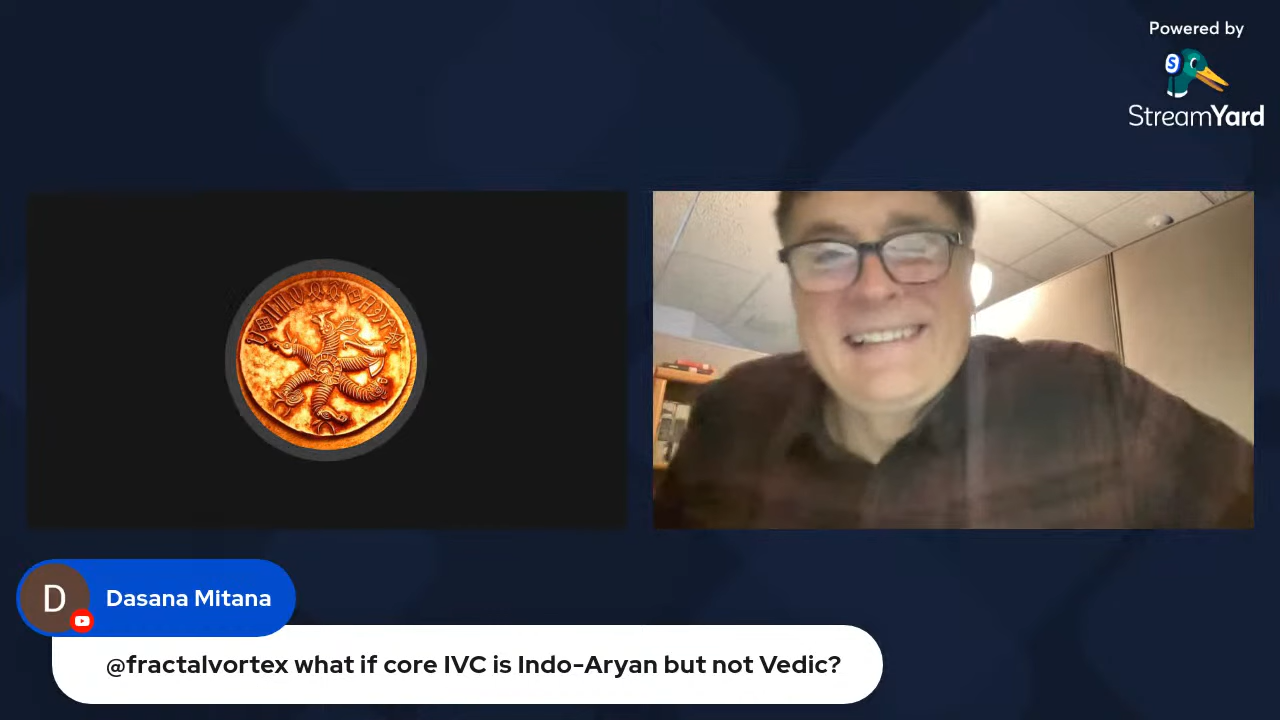 Powered by
S
StreamYard
D
Dasana Mitana
@fractalvortex what if core IVC is Indo-Aryan but not Vedic?